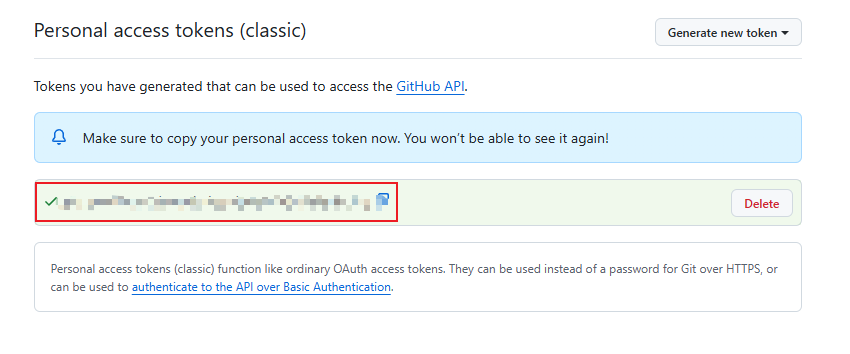 Personal access tokens (classic)
Generate new token
Tokens you have generated that can be used to access the GitHub API.
Make sure to copy your personal access token now. You won’t be able to see it again!
Delete
Personal access tokens (classic) function like ordinary OAuth access tokens. They can be used instead of a password for Git over HTTPS, or
can be used to authenticate to the API over Basic Authentication.